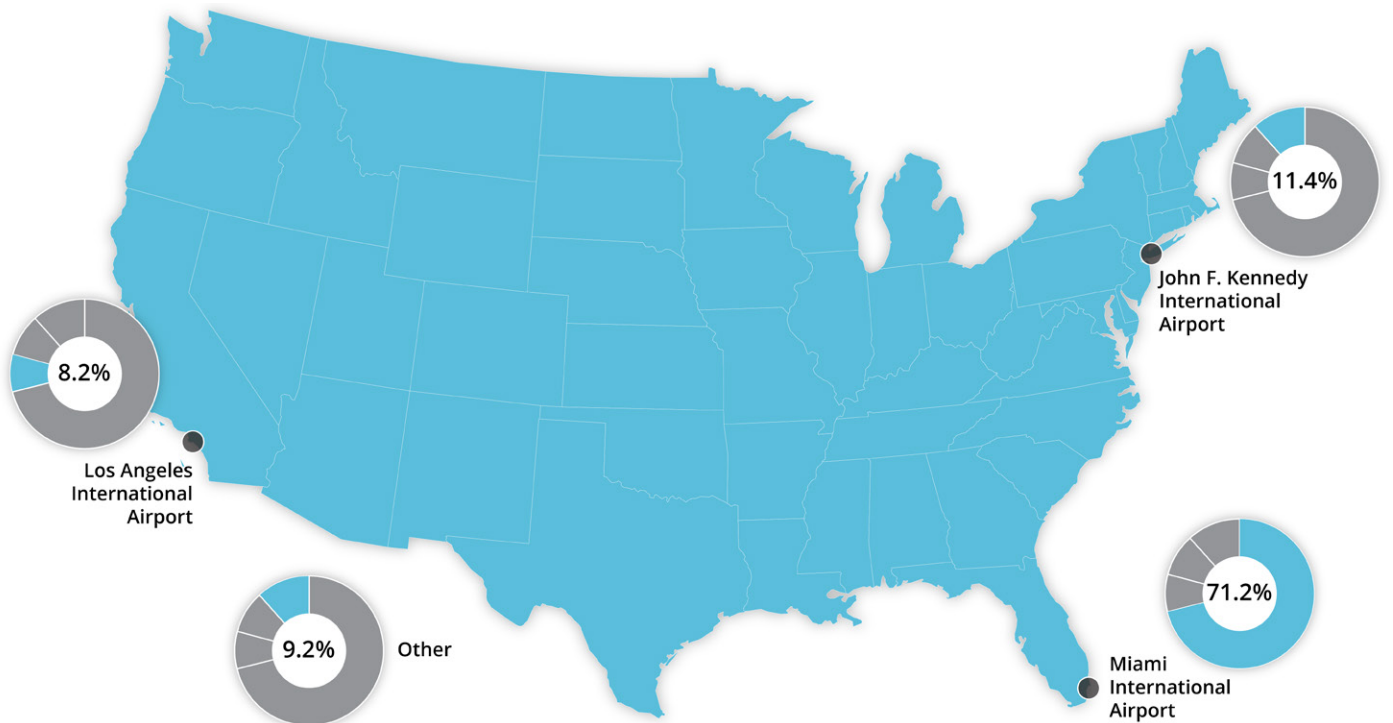 11.4%
John F. Kennedy
International
Airport
8.2%
Los Angeles
International
Airport
9.2%
Other
71.2%
Miami
International
Airport